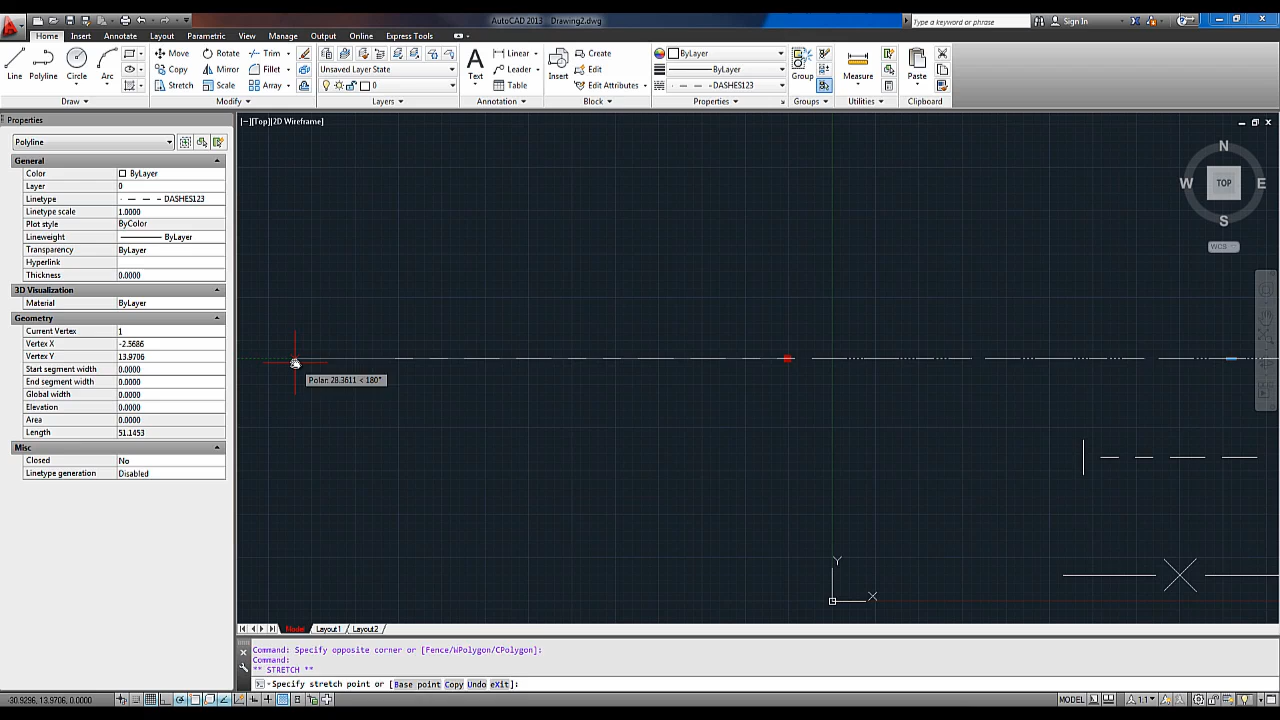 AutoCAD 2013 Drawing2.dwg
Type a keyword or phrase
Sign In
Home Insert Annotate Layout Parametric View Manage Output Online Express Tools
Line Polyline Circle Arc
Move Rotate Trim
Copy Mirror Fillet
Stretch Scale Array
Unsaved Layer State
0
Text
Linear
Leader
Table
Insert
Create
Edit
Edit Attributes
ByLayer
ByLayer
DASHES123
Group
Measure
Paste
Draw Modify Layers Annotation Block Properties Groups Utilities Clipboard
Properties
[−][Top][2D Wireframe]
Polyline
General
Color ByLayer
Layer 0
Linetype DASHES123
Linetype scale 1.0000
Plot style ByColor
Lineweight ByLayer
Transparency ByLayer
Hyperlink
Thickness 0.0000
3D Visualization
Material ByLayer
Geometry
Current Vertex 1
Vertex X -2.5686
Vertex Y 13.9706
Start segment width 0.0000
End segment width 0.0000
Global width 0.0000
Elevation 0.0000
Area 0.0000
Length 51.1453
Misc
Closed No
Linetype generation Disabled
N
W TOP E
S
WCS
Polar: 28.3611 < 180°
Y
X
Model Layout1 Layout2
Command: Specify opposite corner or [Fence/WPolygon/CPolygon]:
Command:
** STRETCH **
Specify stretch point or [Base point Copy Undo eXit]:
-30.9296, 13.9706, 0.0000
MODEL
1:1